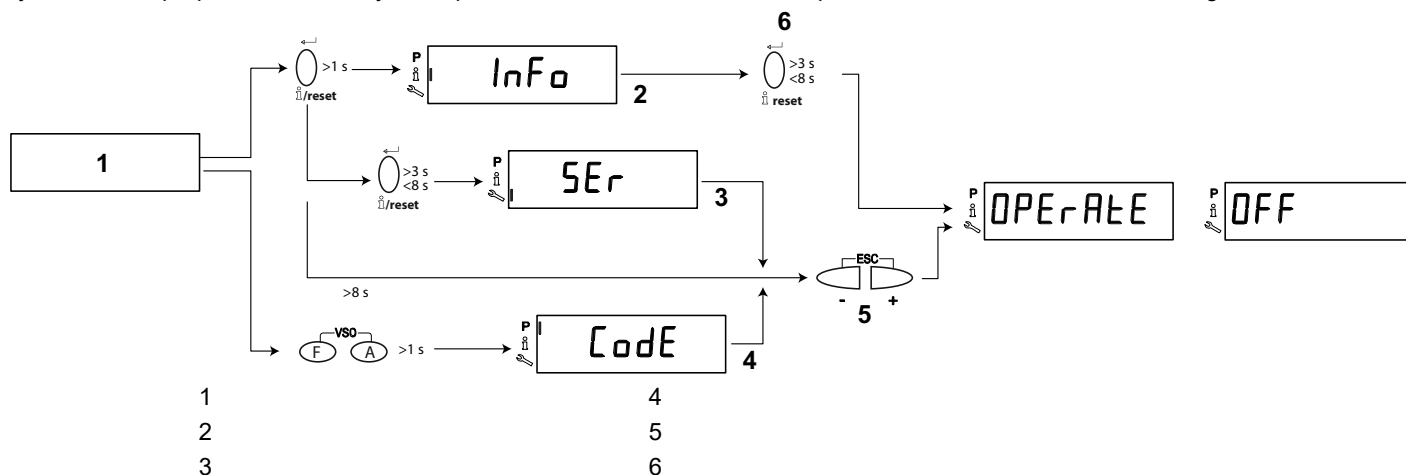 6
>1 s
i/reset
P
i
InFo
2
>3 s
<8 s
i reset
1
>3 s
<8 s
i/reset
P
i
SEr
3
P
i
OPErAtE
P
i
OFF
>8 s
ESC
- +
5
VSO
F A
>1 s
P
i
CodE
4
1 4
2 5
3 6